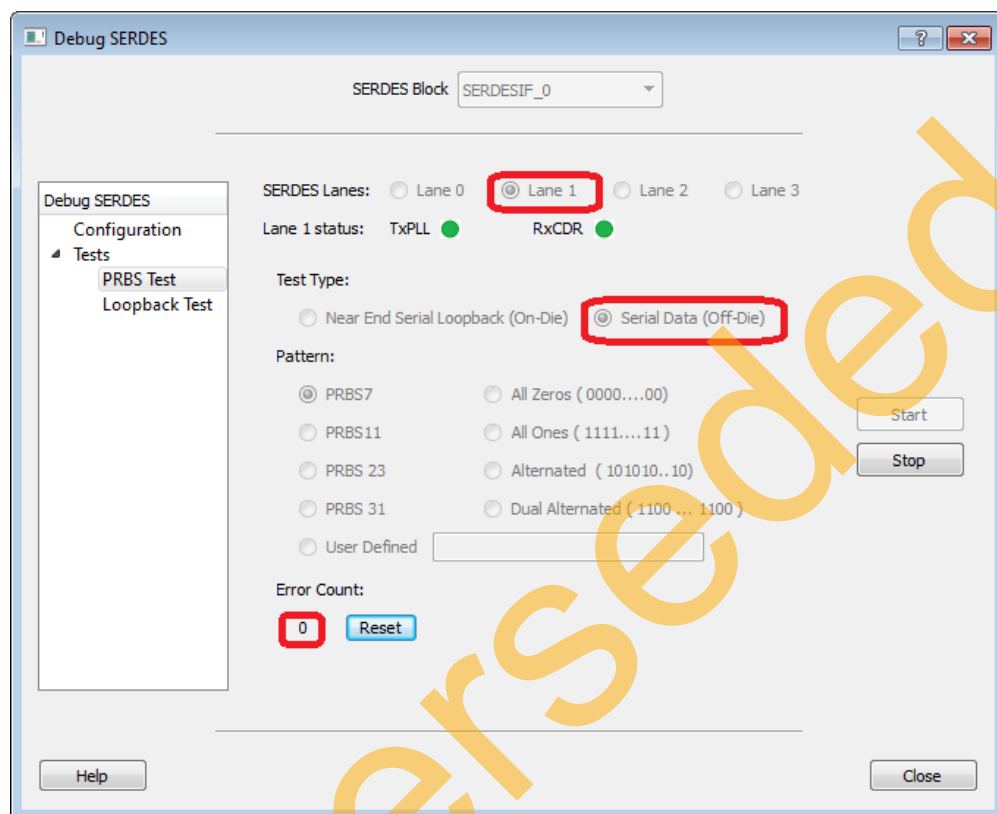 Debug SERDES
SERDES Block SERDESIF_0
Debug SERDES
Configuration
Tests
PRBS Test
Loopback Test
SERDES Lanes: Lane 0 Lane 1 Lane 2 Lane 3
Lane 1 status: TxPLL RxCDR
Test Type:
Near End Serial Loopback (On-Die) Serial Data (Off-Die)
Pattern:
PRBS7 All Zeros ( 0000....00)
PRBS11 All Ones ( 1111....11 )
PRBS 23 Alternated ( 101010..10)
PRBS 31 Dual Alternated ( 1100 ... 1100 )
User Defined
Start
Stop
Error Count:
0 Reset
Help Close
ersede